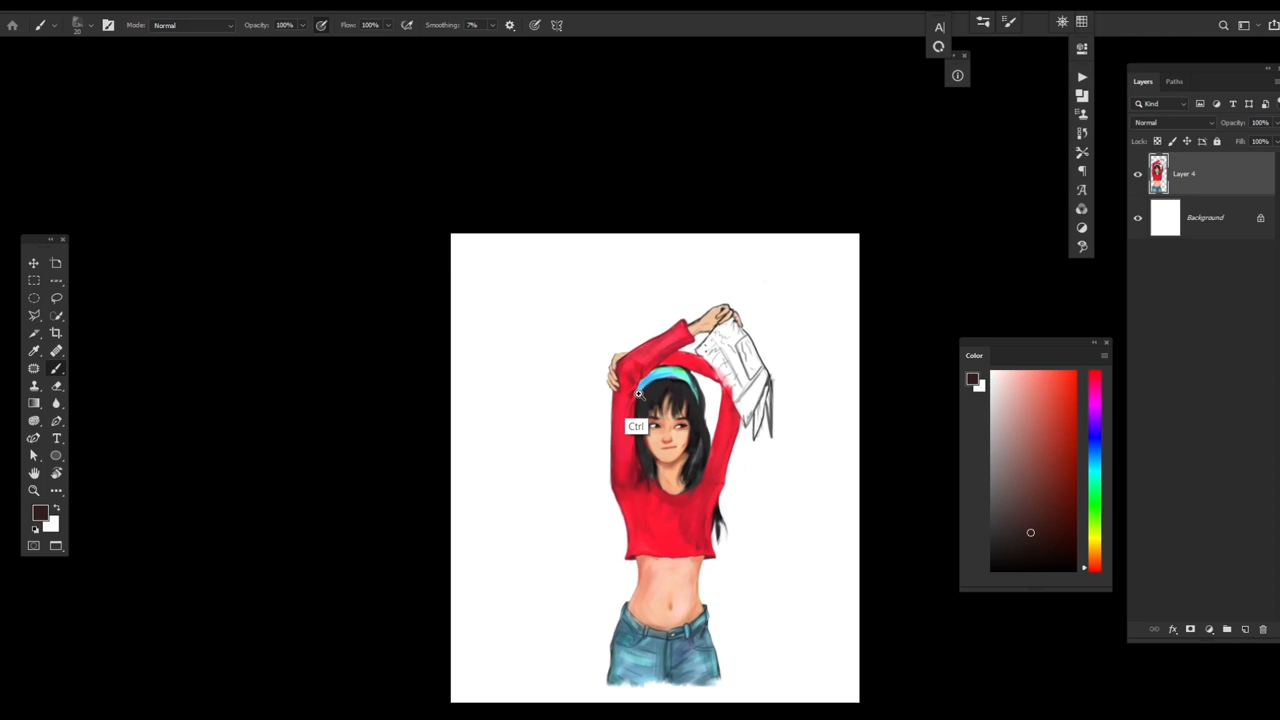 20
Mode: Normal
Opacity: 100%
Flow: 100%
Smoothing: 7%
A|
Layers Paths
Kind
Normal
Opacity: 100%
Lock:
Fill: 100%
Layer 4
Background
Color
Ctrl